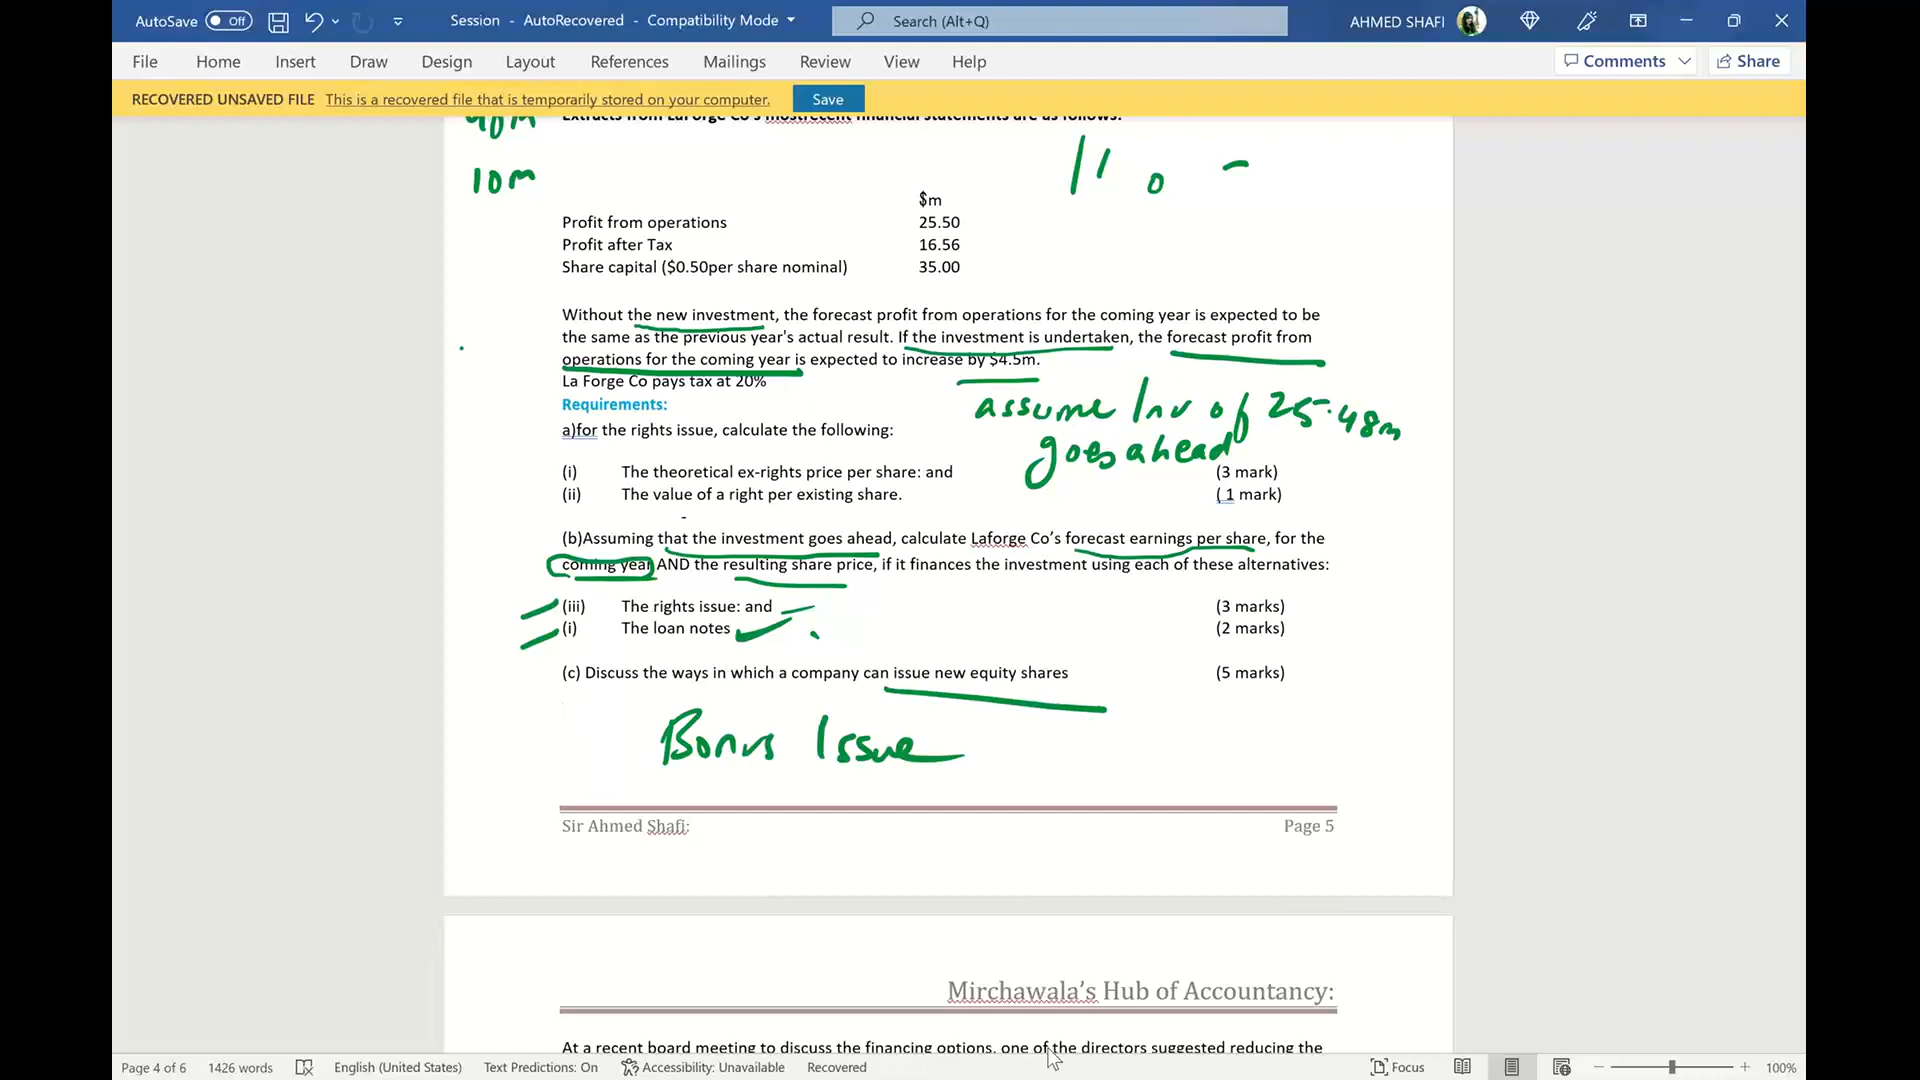 AutoSave Off Session - AutoRecovered - Compatibility Mode Search (Alt+Q) AHMED SHAFI
File Home Insert Draw Design Layout References Mailings Review View Help Comments Share
RECOVERED UNSAVED FILE This is a recovered file that is temporarily stored on your computer. Save
Extracts from LaForge Co's mostrecent financial statements are as follows:
10m
$m
Profit from operations 25.50
Profit after Tax 16.56
Share capital ($0.50per share nominal) 35.00
Without the new investment, the forecast profit from operations for the coming year is expected to be
the same as the previous year's actual result. If the investment is undertaken, the forecast profit from
operations for the coming year is expected to increase by $4.5m.
La Forge Co pays tax at 20%
Requirements:
assume Inv of 25.48m
a)for the rights issue, calculate the following:
goes ahead
(i) The theoretical ex-rights price per share: and (3 mark)
(ii) The value of a right per existing share. ( 1 mark)
(b)Assuming that the investment goes ahead, calculate Laforge Co's forecast earnings per share, for the
coming year AND the resulting share price, if it finances the investment using each of these alternatives:
(iii) The rights issue: and (3 marks)
(i) The loan notes (2 marks)
(c) Discuss the ways in which a company can issue new equity shares (5 marks)
Bonus Issue
Sir Ahmed Shafi: Page 5
Mirchawala's Hub of Accountancy:
At a recent board meeting to discuss the financing options, one of the directors suggested reducing the
Page 4 of 6 1426 words English (United States) Text Predictions: On Accessibility: Unavailable Recovered Focus 100%